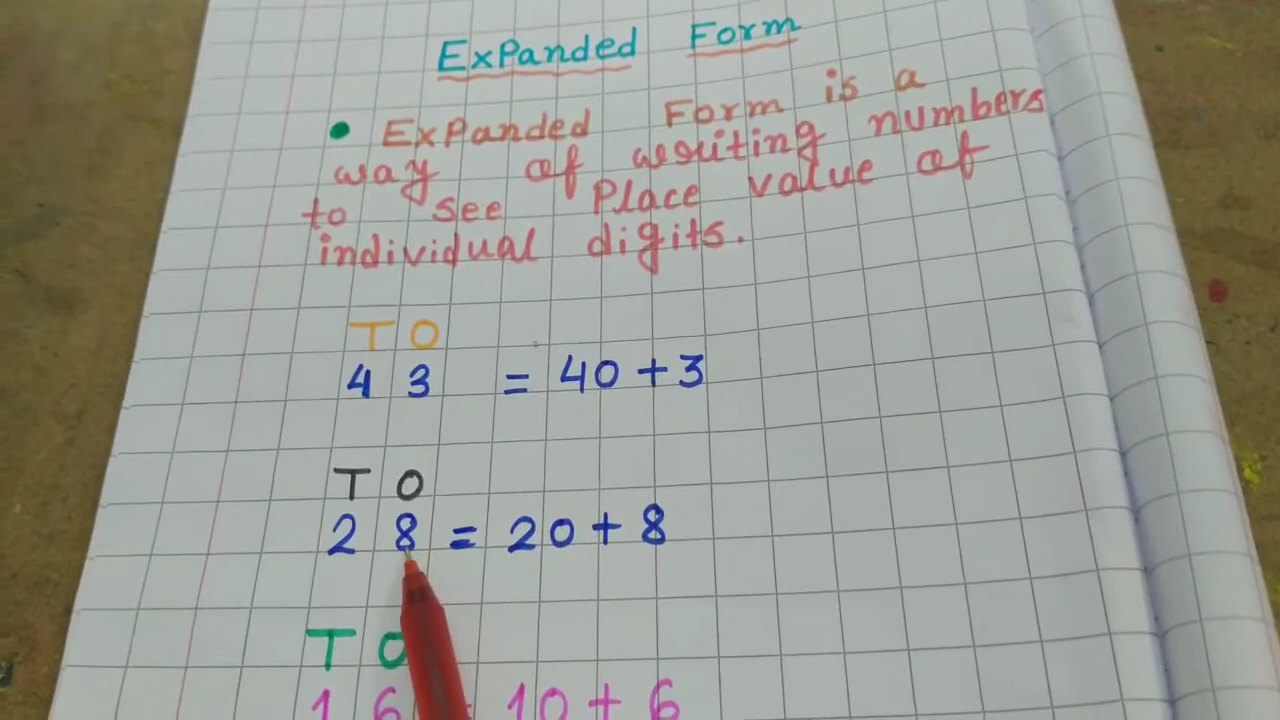 Expanded Form
• Expanded Form is a
way of writing numbers
to see Place value of
individual digits.
T O
4 3 = 40 + 3
T O
2 8 = 20 + 8
T O
1 6 = 10 + 6